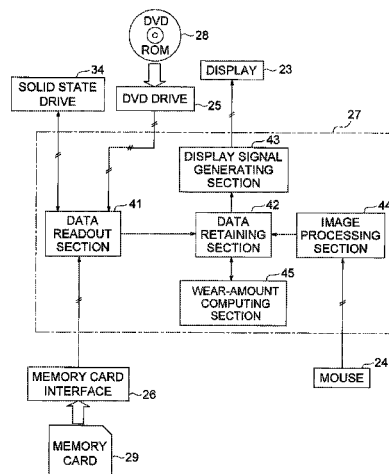 DVD
ROM
28
34
SOLID STATE
DRIVE
DISPLAY
23
DVD DRIVE
25
27
43
DISPLAY SIGNAL
GENERATING
SECTION
41
42
44
DATA
READOUT
SECTION
DATA
RETAINING
SECTION
IMAGE
PROCESSING
SECTION
45
WEAR-AMOUNT
COMPUTING
SECTION
MEMORY CARD
INTERFACE
26
24
MOUSE
MEMORY
CARD
29